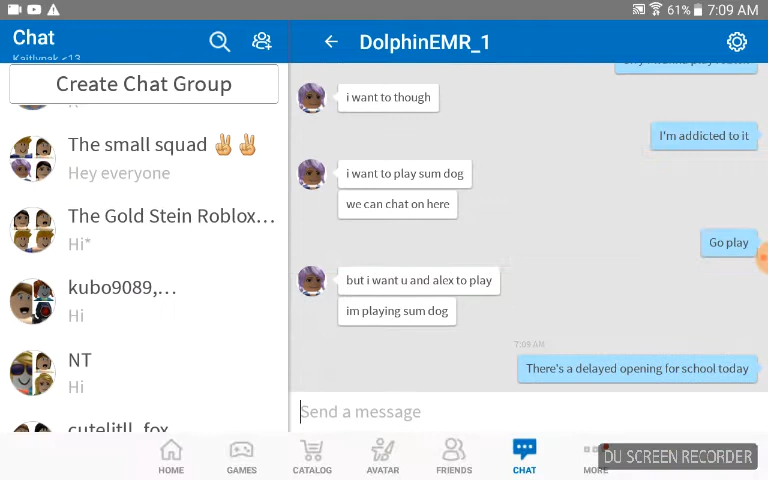 61% 7:09 AM
Chat
Kaitlynak <13
DolphinEMR_1
Create Chat Group
i want to though
I'm addicted to it
The small squad ✌✌
Hey everyone
i want to play sum dog
we can chat on here
The Gold Stein Roblox...
Hi*
Go play
but i want u and alex to play
im playing sum dog
kubo9089,...
Hi
7:09 AM
There's a delayed opening for school today
NT
Hi
Send a message
HOME
GAMES
CATALOG
AVATAR
FRIENDS
CHAT
MORE
DU SCREEN RECORDER